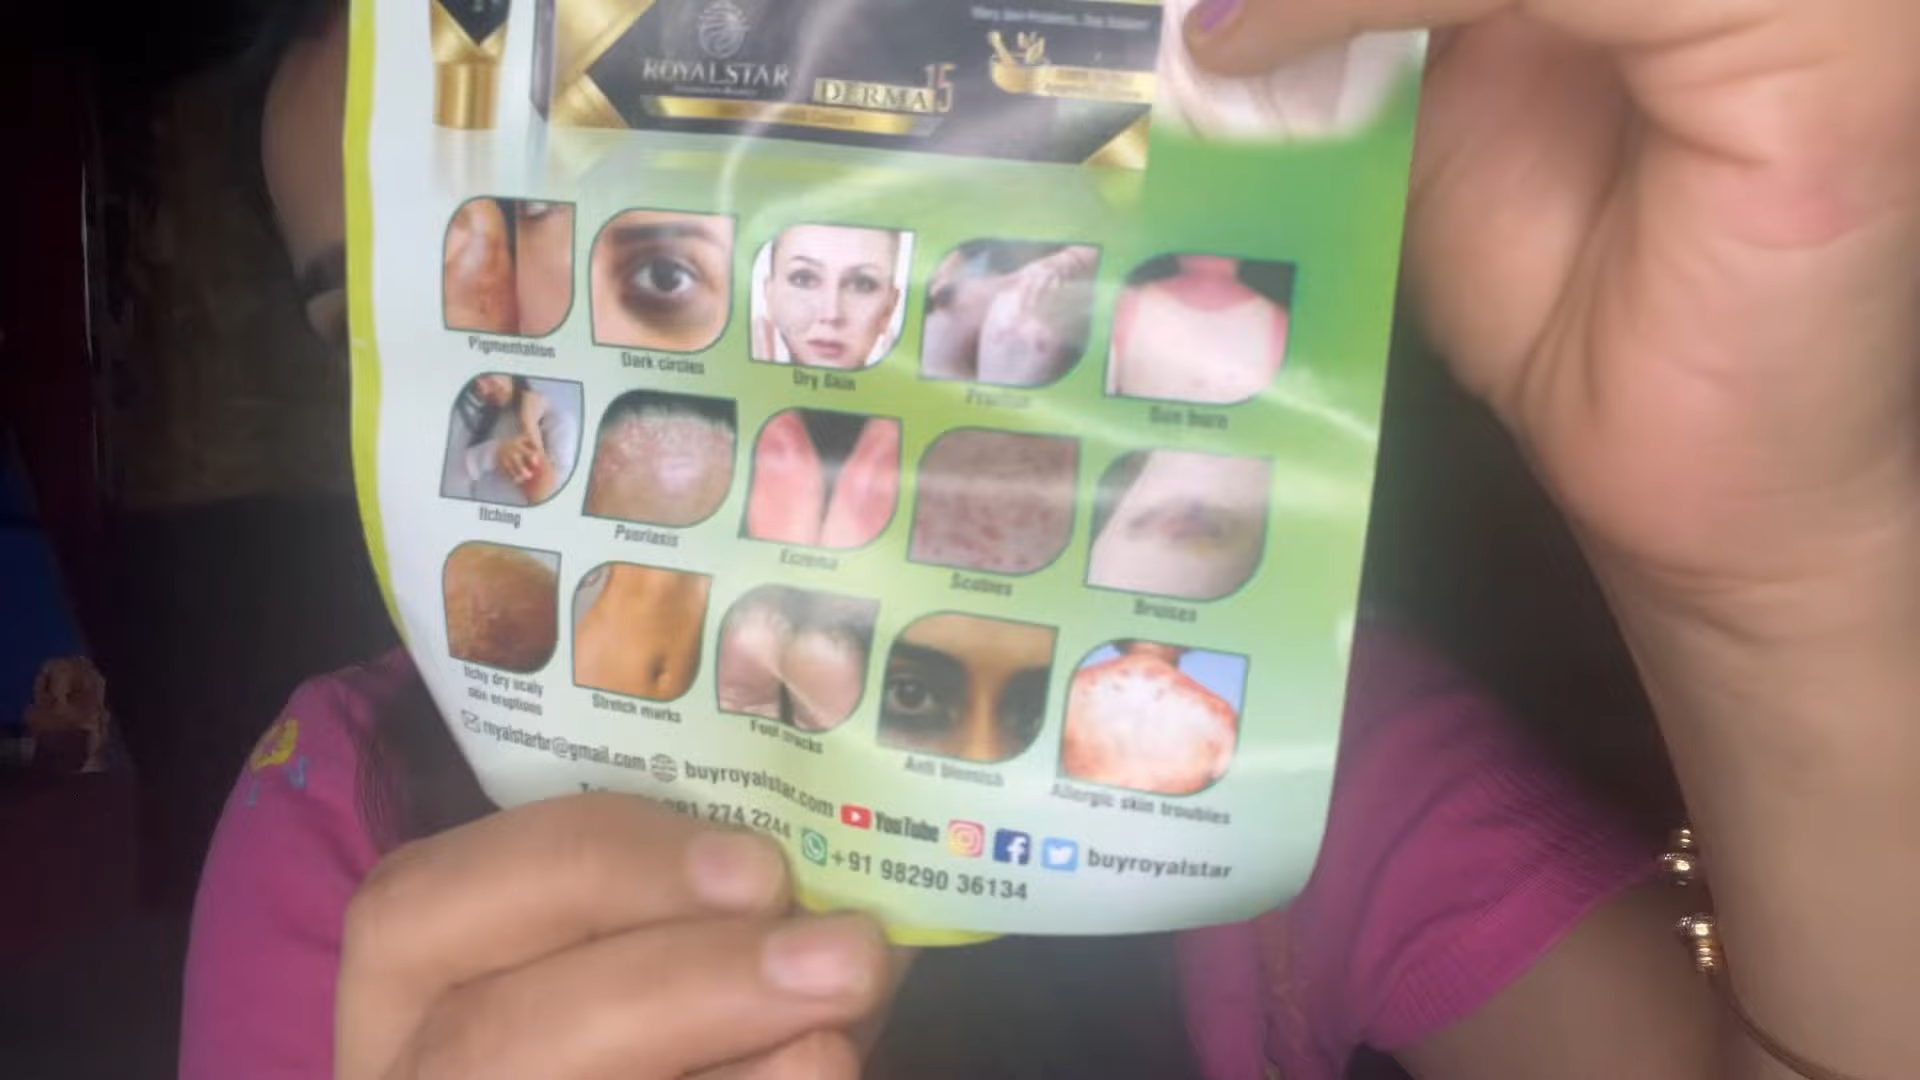 ROYALSTAR
DERMA 15
Pigmentation
Dark circles
Dry Skin
Sun burn
Itching
Psoriasis
Eczema
Scabies
Bruises
Itchy dry scaly
skin eruptions
Stretch marks
Foot cracks
Anti blemish
Allergic skin troubles
royalstarbr@gmail.com buyroyalstar.com YouTube buyroyalstar
274 2244 +91 98290 36134